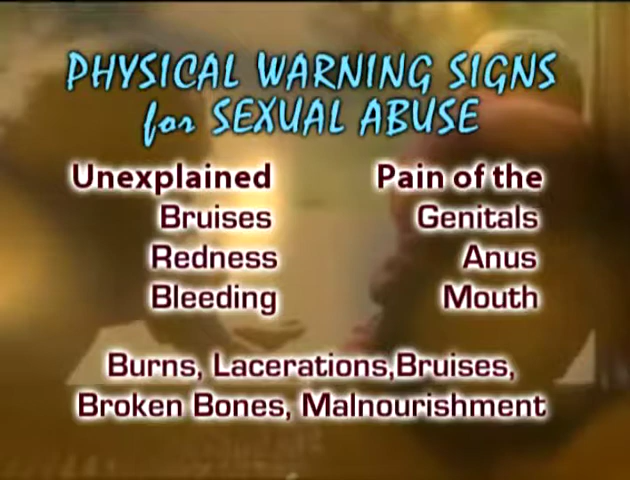 PHYSICAL WARNING SIGNS
for SEXUAL ABUSE
Unexplained
Bruises
Redness
Bleeding
Pain of the
Genitals
Anus
Mouth
Burns, Lacerations,Bruises,
Broken Bones, Malnourishment